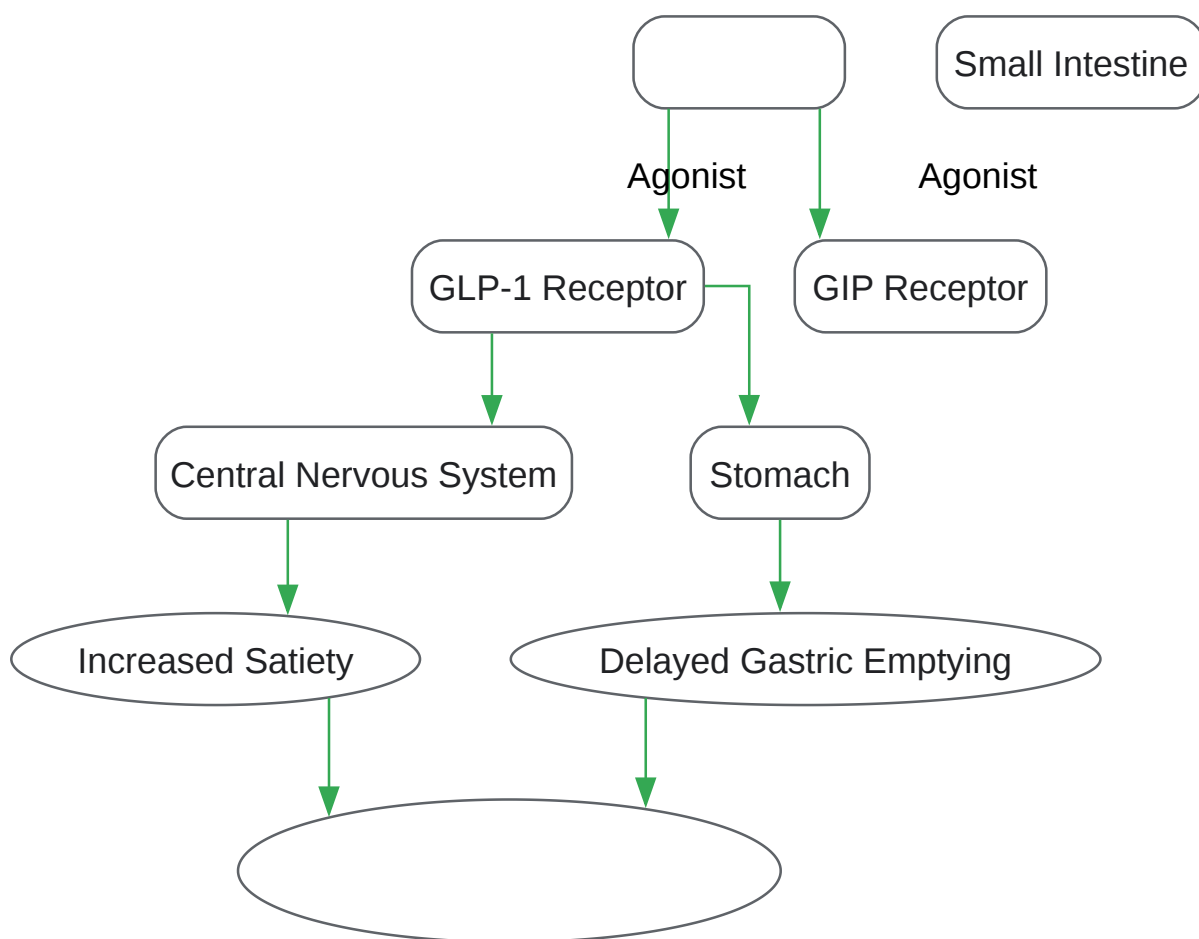 Small Intestine
Agonist
Agonist
GLP-1 Receptor
GIP Receptor
Central Nervous System
Stomach
Increased Satiety
Delayed Gastric Emptying